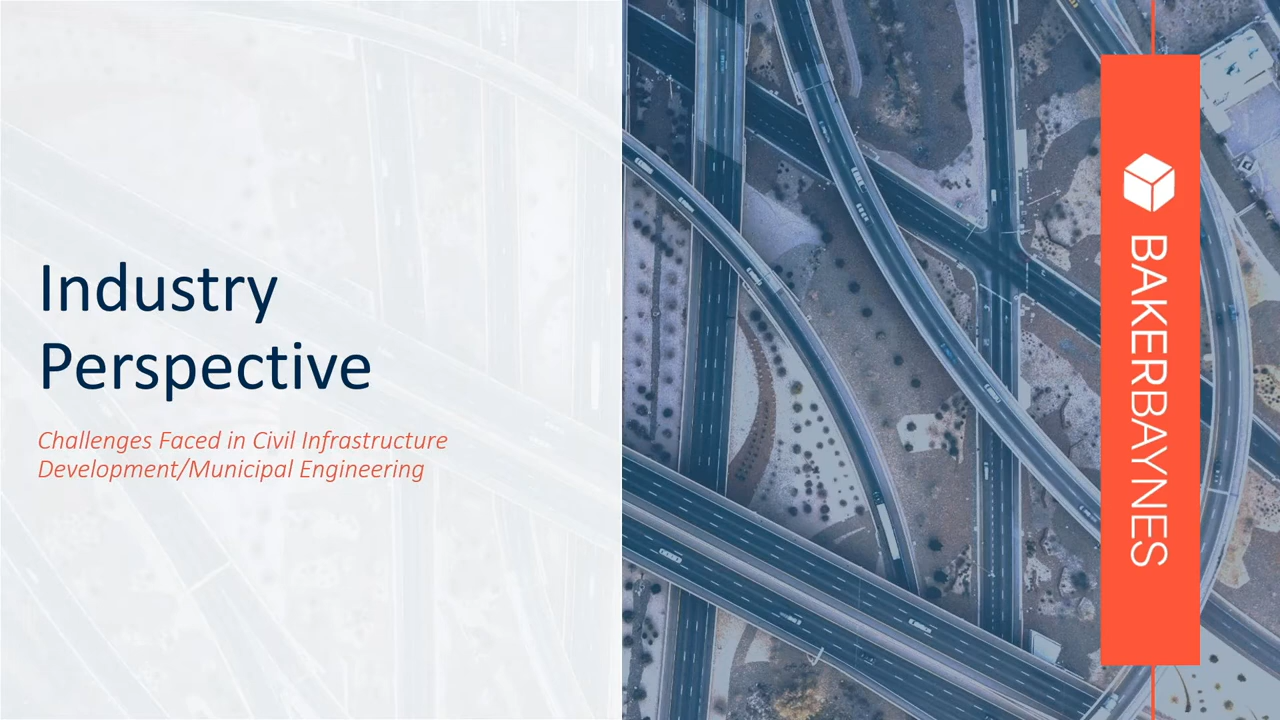 Industry
Perspective
Challenges Faced in Civil Infrastructure
Development/Municipal Engineering
BAKERBAYNES